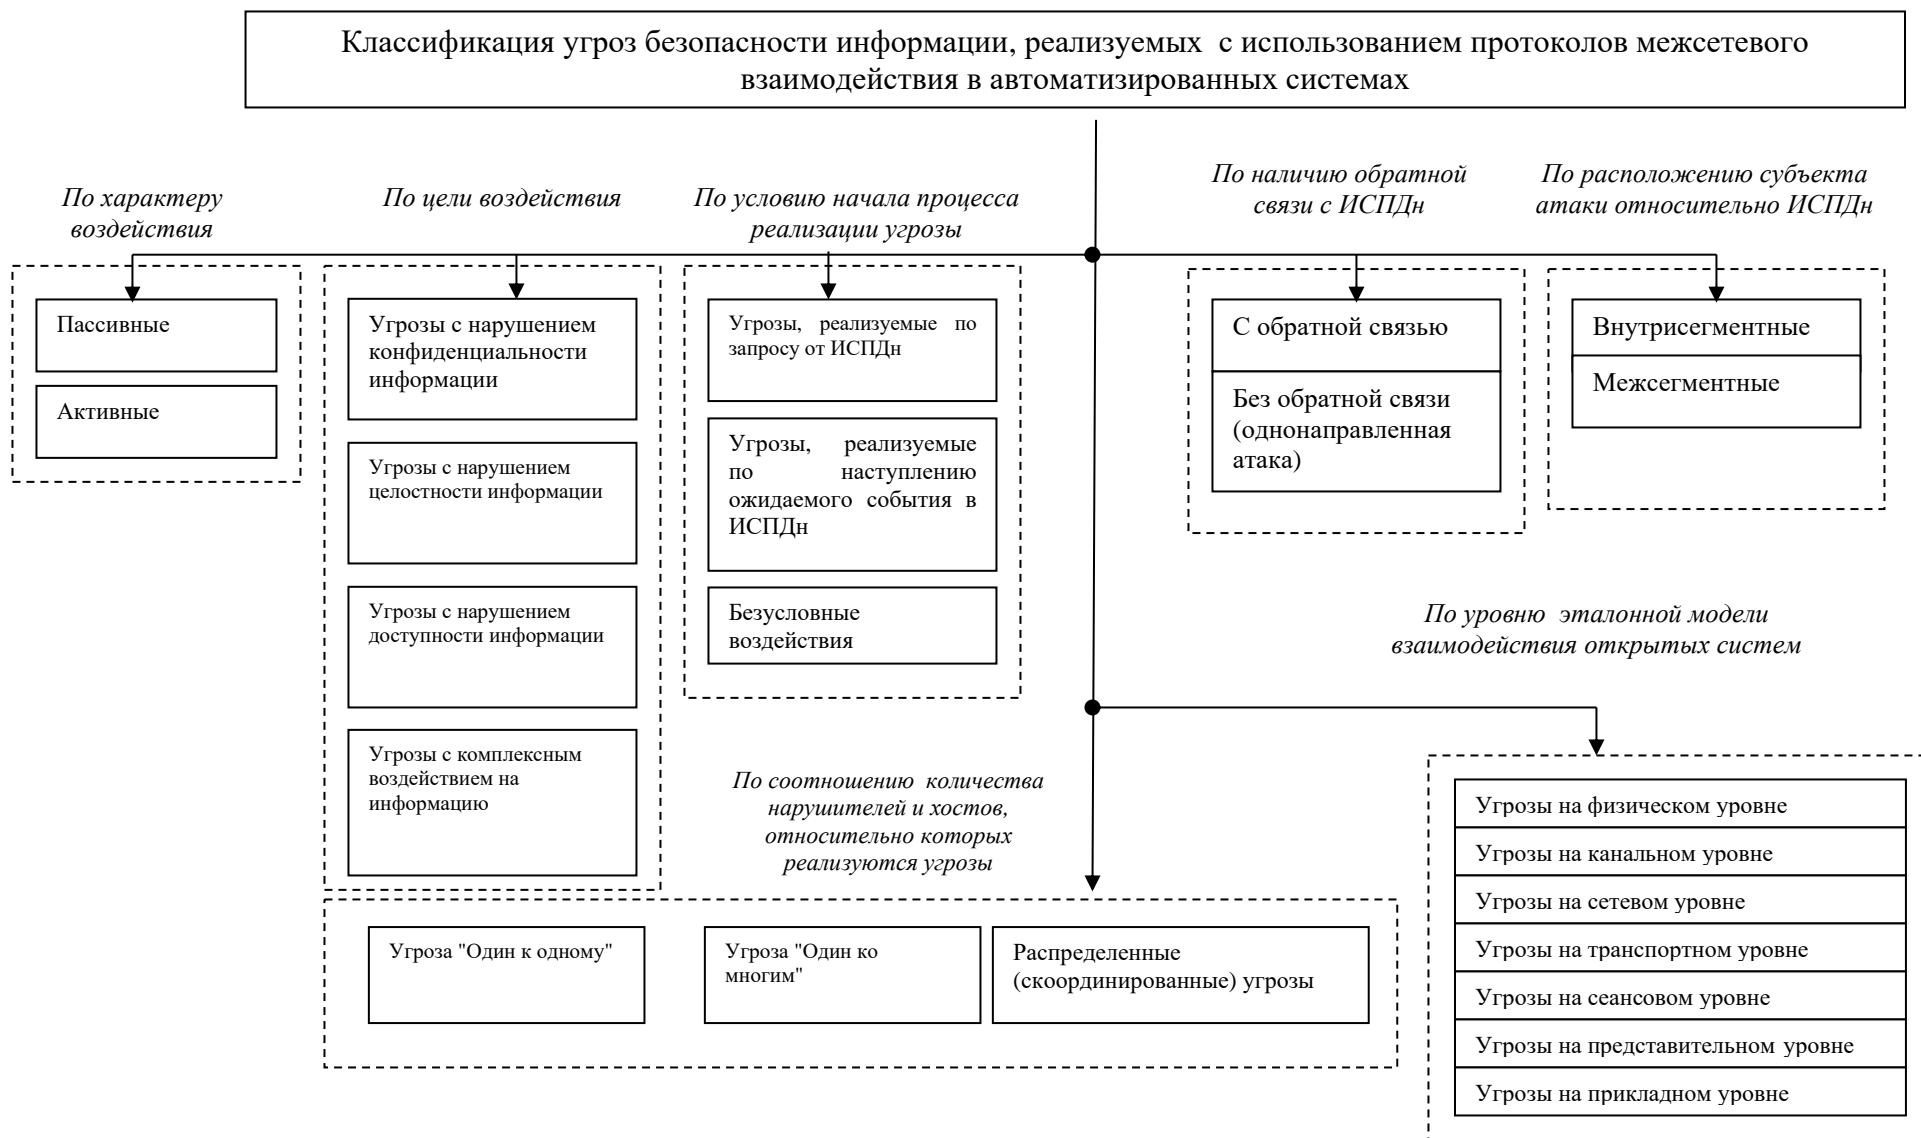 Классификация угроз безопасности информации, реализуемых с использованием протоколов межсетевого
взаимодействия в автоматизированных системах
По характеру
воздействия
Пассивные
Активные
По цели воздействия
Угрозы с нарушением
конфиденциальности
информации
Угрозы с нарушением
целостности информации
Угрозы с нарушением
доступности информации
Угрозы с комплексным
воздействием на
информацию
По условию начала процесса
реализации угрозы
Угрозы, реализуемые по
запросу от ИСПДн
Угрозы, реализуемые
по наступлению
ожидаемого события в
ИСПДн
Безусловные
воздействия
По наличию обратной
связи с ИСПДн
С обратной связью
Без обратной связи
(однонаправленная
атака)
По расположению субъекта
атаки относительно ИСПДн
Внутрисегментные
Межсегментные
По соотношению количества
нарушителей и хостов,
относительно которых
реализуются угрозы
Угроза "Один к одному"
Угроза "Один ко
многим"
Распределенные
(скоординированные) угрозы
По уровню эталонной модели
взаимодействия открытых систем
Угрозы на физическом уровне
Угрозы на канальном уровне
Угрозы на сетевом уровне
Угрозы на транспортном уровне
Угрозы на сеансовом уровне
Угрозы на представительном уровне
Угрозы на прикладном уровне